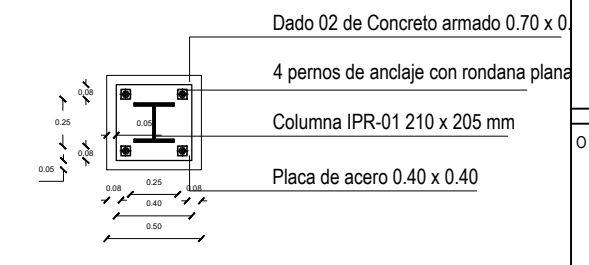 Dado 02 de Concreto armado 0.70 x 0.
4 pernos de anclaje con rondana plana
Columna IPR-01 210 x 205 mm
Placa de acero 0.40 x 0.40
0.08
0.25
0.05
0.08
0.05
0.08
0.25
0.08
0.40
0.50
O